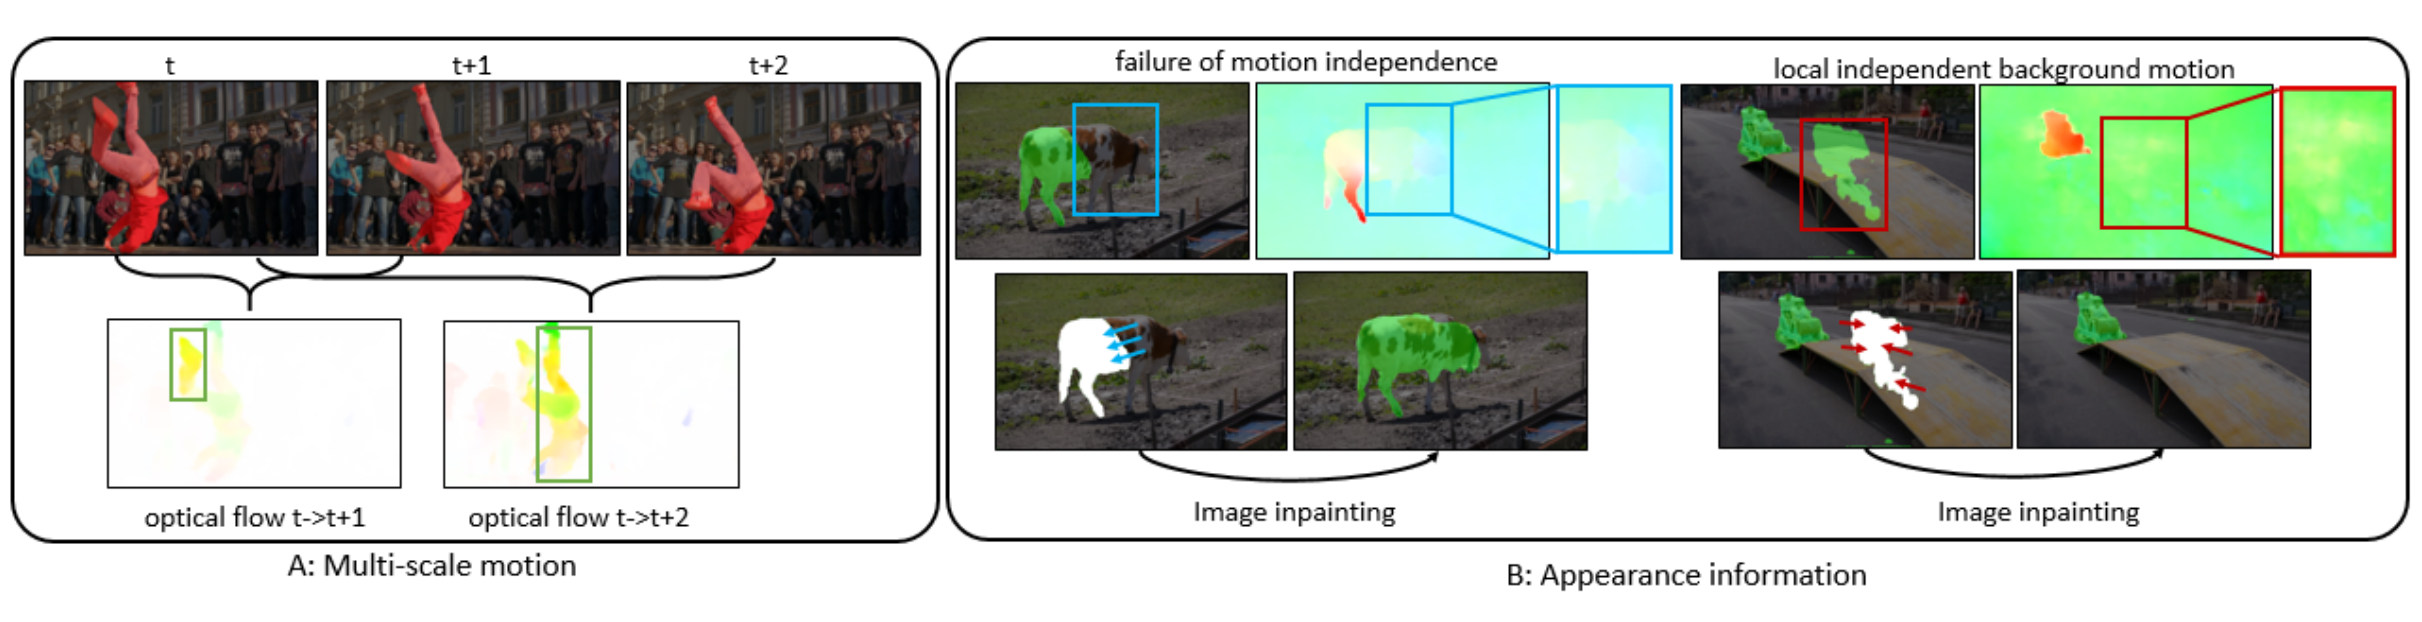 t
t+1
t+2
optical flow t->t+1
optical flow t->t+2
A: Multi-scale motion
failure of motion independence
local independent background motion
Image inpainting
Image inpainting
B: Appearance information